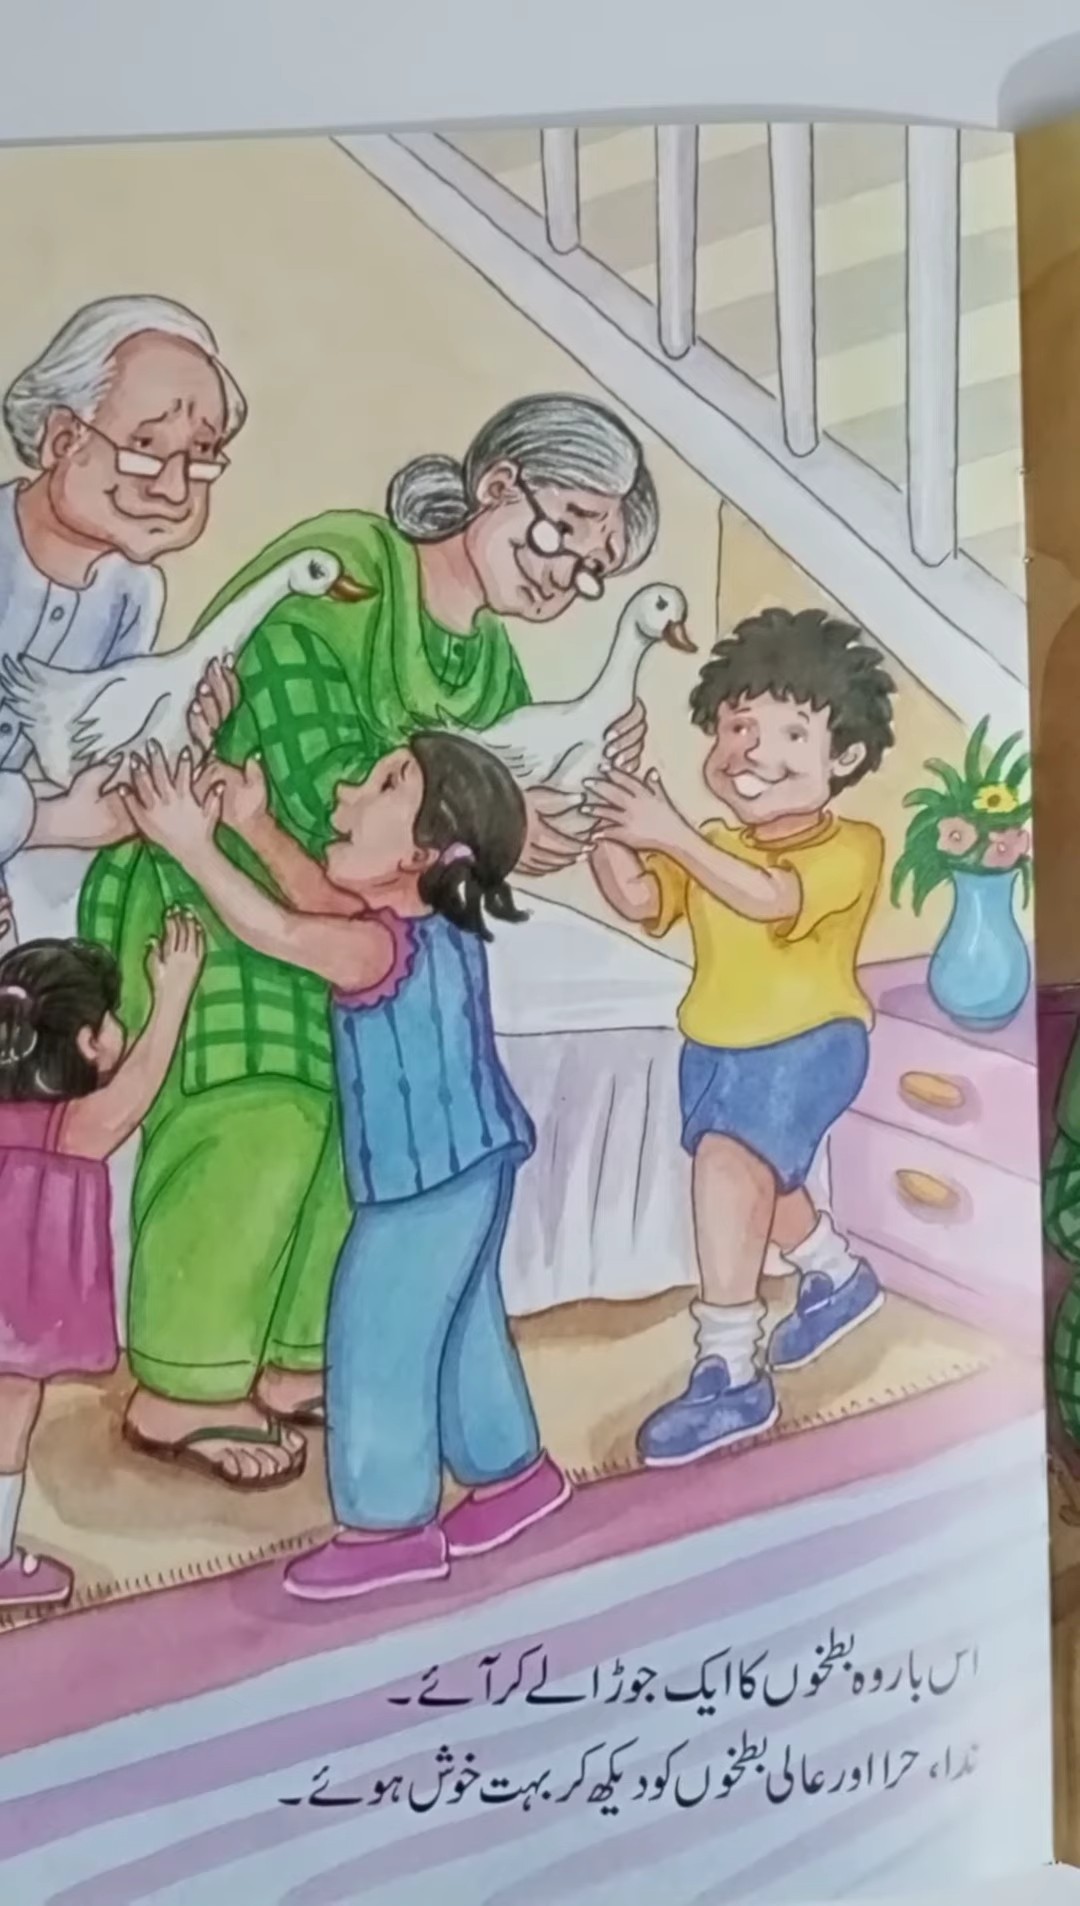 اس بار وہ بطخوں کا ایک جوڑا لے کر آئے۔
ندا، حرا اور عالی بطخوں کو دیکھ کر بہت خوش ہوئے۔